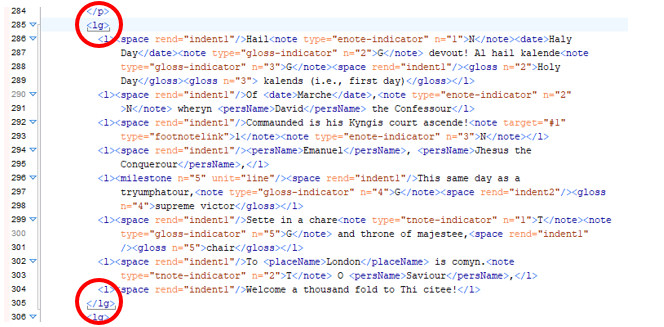 284 </p>
285 <lg>
286 <l><space rend="indent1"/>Hail<note type="enote-indicator" n="1">N</note><date>Haly
287 Day</date><note type="gloss-indicator" n="2">G</note> devout! Al hail kalende<note
288 type="gloss-indicator" n="3">G</note><space rend="indent1"/><gloss n="2">Holy
289 Day</gloss><gloss n="3"> kalends (i.e., first day)</gloss></l>
290 <l><space rend="indent1"/>Of <date>Marche</date>,<note type="enote-indicator" n="2"
291 >N</note> wheryn <persName>David</persName> the Confessour</l>
292 <l><space rend="indent1"/>Commaunded is his Kyngis court ascende!<note target="#1"
293 type="footnotelink">1</note><note type="enote-indicator" n="3">N</note></l>
294 <l><space rend="indent1"/><persName>Emanuel</persName>, <persName>Jhesus the
295 Conquerour</persName>,</l>
296 <l><milestone n="5" unit="line"/><space rend="indent1"/>This same day as a
297 tryumphatour,<note type="gloss-indicator" n="4">G</note><space rend="indent2"/><gloss
298 n="4">supreme victor</gloss></l>
299 <l><space rend="indent1"/>Sette in a chare<note type="tnote-indicator" n="1">T</note><note
300 type="gloss-indicator" n="5">G</note> and throne of majestee,<space rend="indent1"
301 /><gloss n="5">chair</gloss></l>
302 <l><space rend="indent1"/>To <placeName>London</placeName> is comyn.<note
303 type="tnote-indicator" n="2">T</note> O <persName>Saviour</persName>,</l>
304 <l><space rend="indent1"/>Welcome a thousand fold to Thi citee!</l>
305 </lg>
306 <lg>